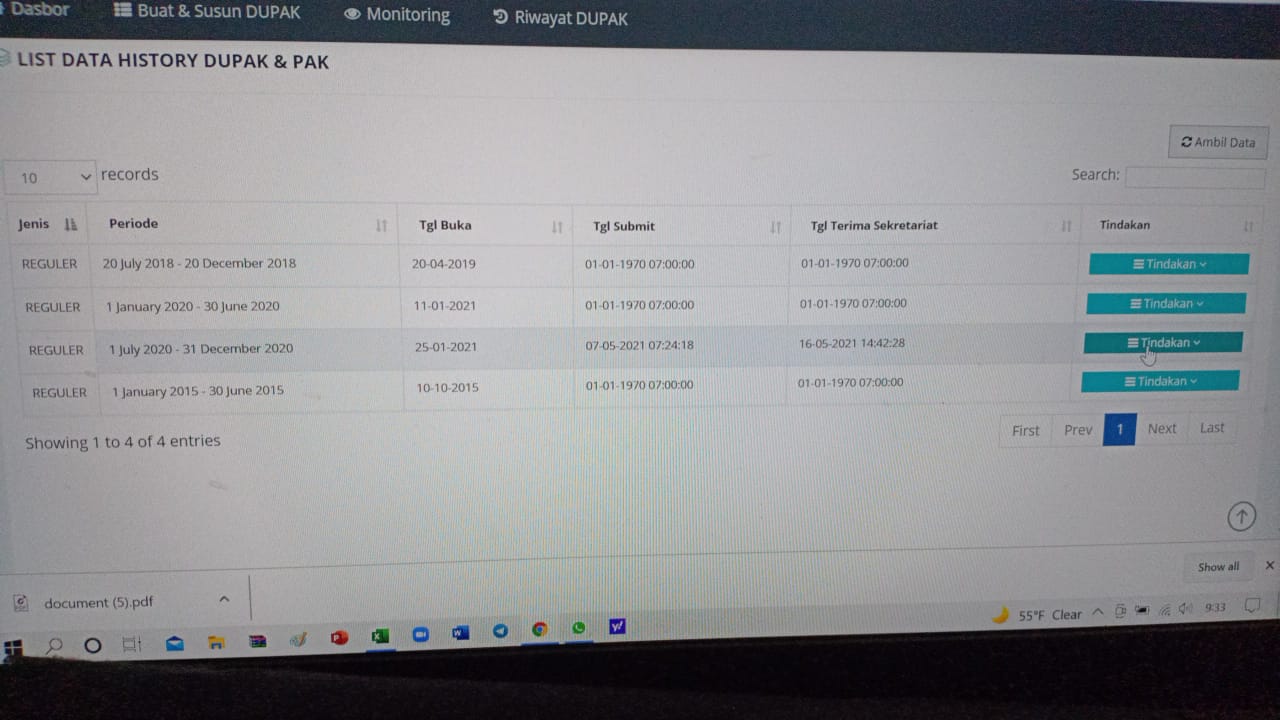 Dasbor Buat & Susun DUPAK Monitoring Riwayat DUPAK
LIST DATA HISTORY DUPAK & PAK
Ambil Data
10 records Search:
Jenis Periode Tgl Buka Tgl Submit Tgl Terima Sekretariat Tindakan
REGULER 20 July 2018 - 20 December 2018 20-04-2019 01-01-1970 07:00:00 01-01-1970 07:00:00 Tindakan
REGULER 1 January 2020 - 30 June 2020 11-01-2021 01-01-1970 07:00:00 01-01-1970 07:00:00 Tindakan
REGULER 1 July 2020 - 31 December 2020 25-01-2021 07-05-2021 07:24:18 16-05-2021 14:42:28 Tindakan
REGULER 1 January 2015 - 30 June 2015 10-10-2015 01-01-1970 07:00:00 01-01-1970 07:00:00 Tindakan
Showing 1 to 4 of 4 entries First Prev 1 Next Last
Show all
document (5).pdf
55°F Clear 9:33